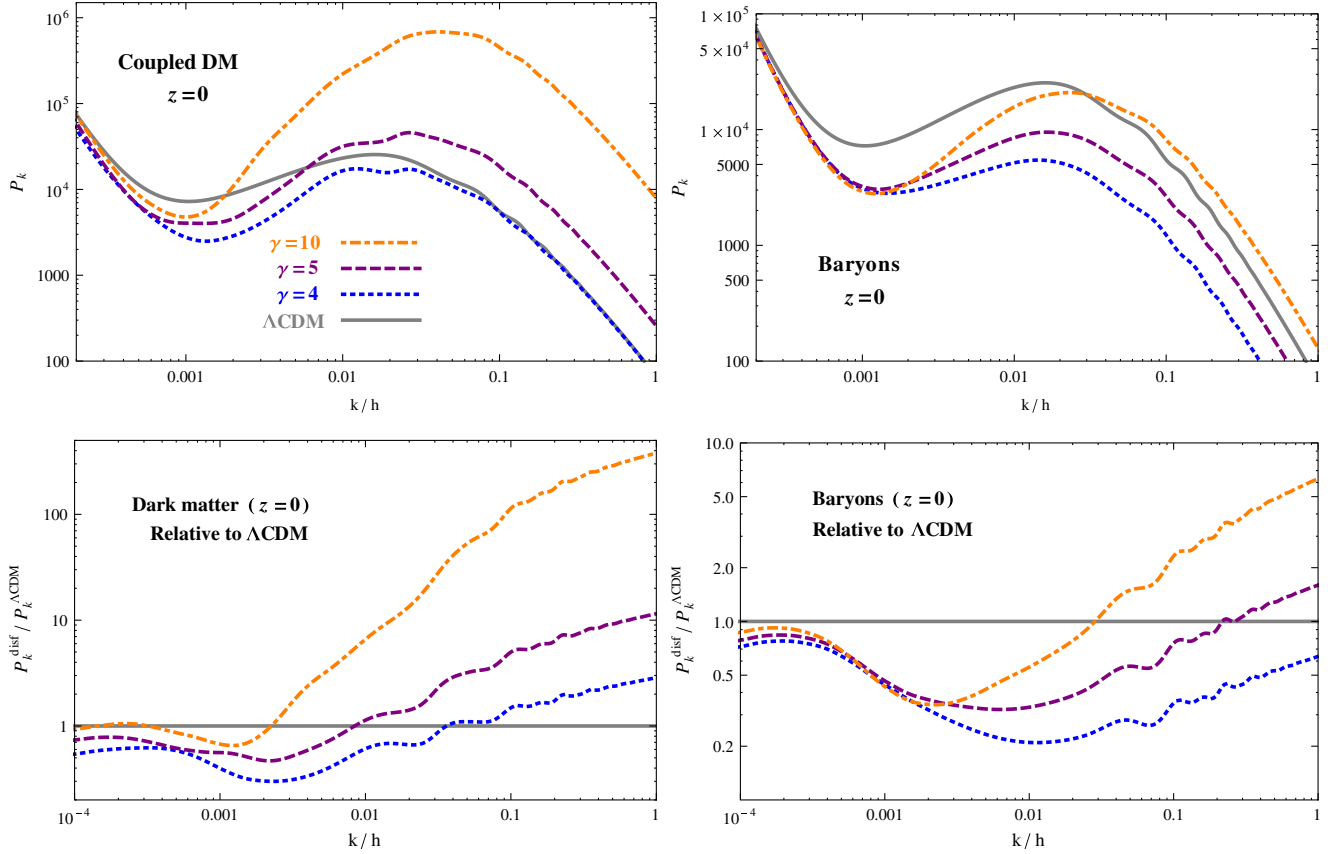 10^6
10^5
10^4
1000
100
P_k
Coupled DM
z=0
γ=10
γ=5
γ=4
ΛCDM
0.001
0.01
0.1
1
k/h
1×10^5
5×10^4
1×10^4
5000
1000
500
100
P_k
Baryons
z=0
0.001
0.01
0.1
1
k/h
100
10
1
P_k^disf / P_k^ΛCDM
Dark matter (z=0)
Relative to ΛCDM
10^-4
0.001
0.01
0.1
1
k/h
10.0
5.0
2.0
1.0
0.5
0.2
P_k^disf / P_k^ΛCDM
Baryons (z=0)
Relative to ΛCDM
10^-4
0.001
0.01
0.1
1
k/h